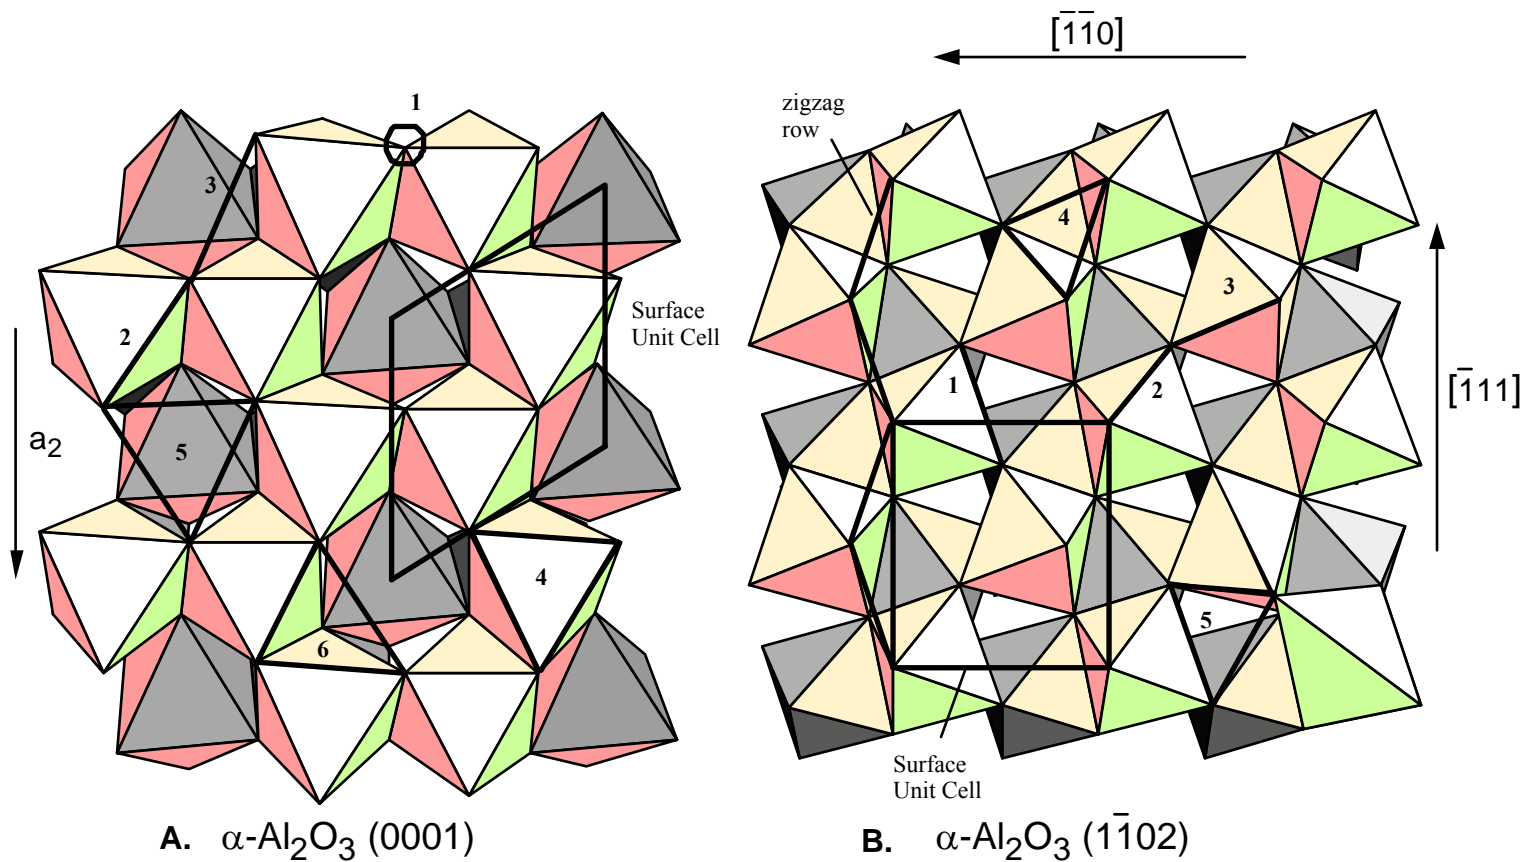 [1̅1̅0]
zigzag
row
1
3
4
3
Surface
Unit Cell
2
[1̅11]
1
2
a₂
5
4
5
6
Surface
Unit Cell
A. α-Al₂O₃ (0001)
B. α-Al₂O₃ (11̅02)